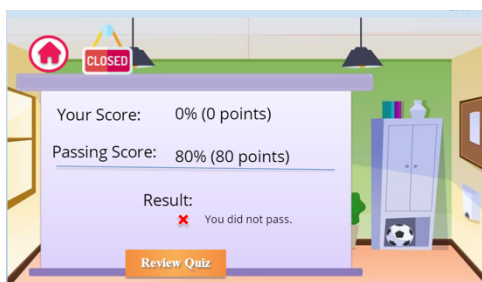 CLOSED
Your Score: 0% (0 points)
Passing Score: 80% (80 points)
Result:
You did not pass.
Review Quiz